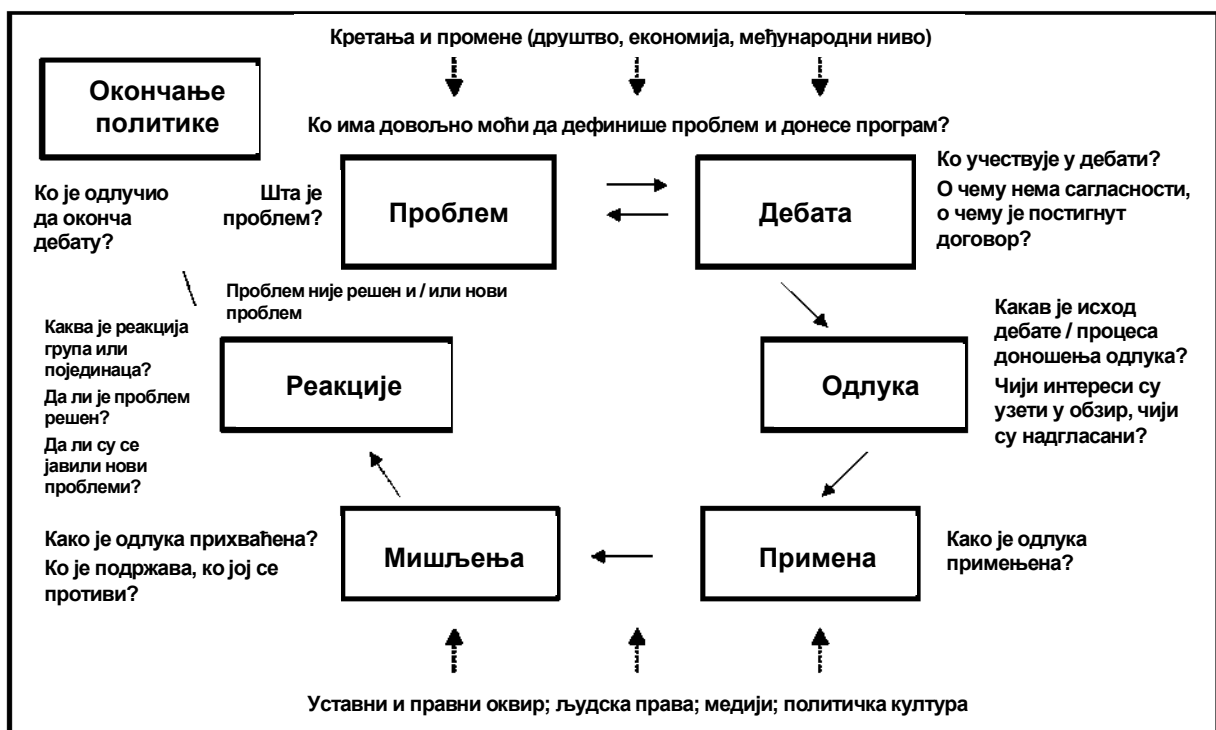 Кретања и промене (друштво, економија, међународни ниво)
Окончање
политике
Ко има довољно моћи да дефинише проблем и донесе програм?
Ко је одлучио
да оконча
дебату?
Шта је
проблем?
Проблем
Дебата
Ко учествује у дебати?
О чему нема сагласности,
о чему је постигнут
договор?
Проблем није решен и / или нови
проблем
Каква је реакција
група или
појединаца?
Да ли је проблем
решен?
Да ли су се
јавили нови
проблеми?
Реакције
Одлука
Какав је исход
дебате / процеса
доношења одлука?
Чији интереси су
узети у обзир, чији
су надгласани?
Како је одлука прихваћена?
Ко је подржава, ко јој се
противи?
Мишљења
Примена
Како је одлука
примењена?
Уставни и правни оквир; људска права; медији; политичка култура